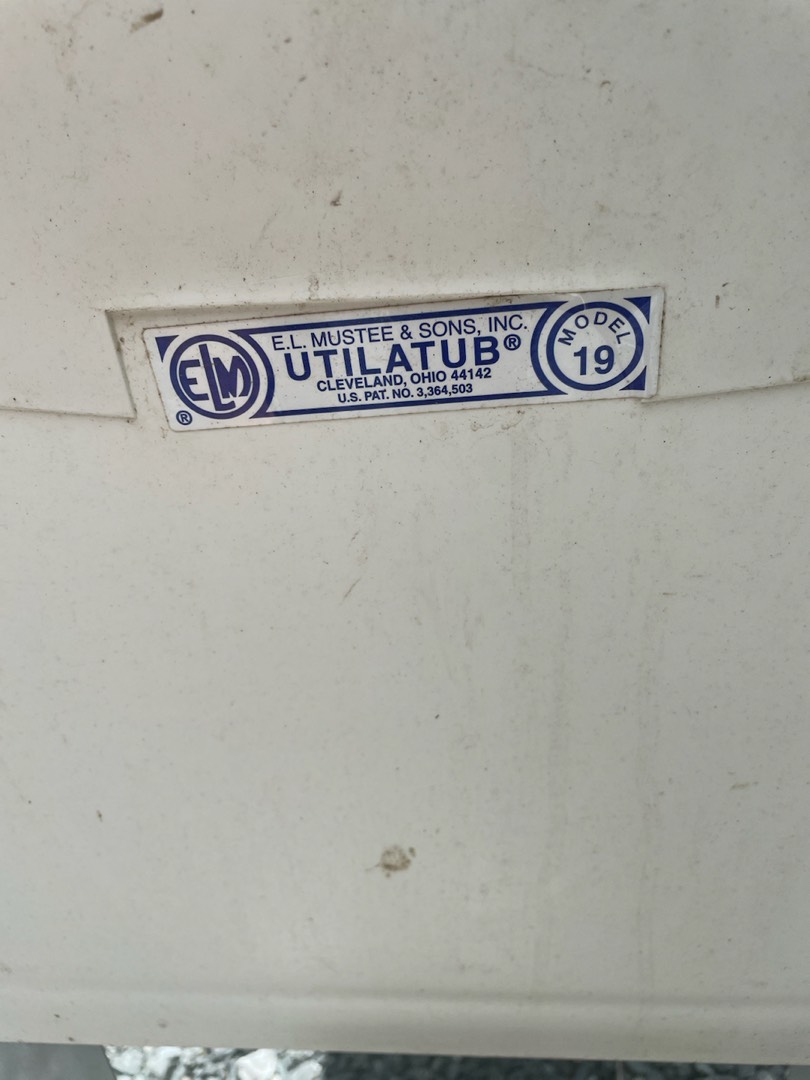 ELM
®
E.L. MUSTEE & SONS, INC.
UTILATUB®
CLEVELAND, OHIO 44142
U.S. PAT. NO. 3,364,503
MODEL
19